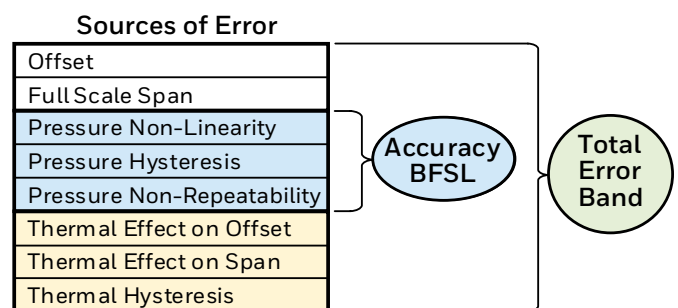 Sources of Error
Offset
Full Scale Span
Pressure Non-Linearity
Pressure Hysteresis
Pressure Non-Repeatability
Thermal Effect on Offset
Thermal Effect on Span
Thermal Hysteresis
Accuracy
BFSL
Total
Error
Band